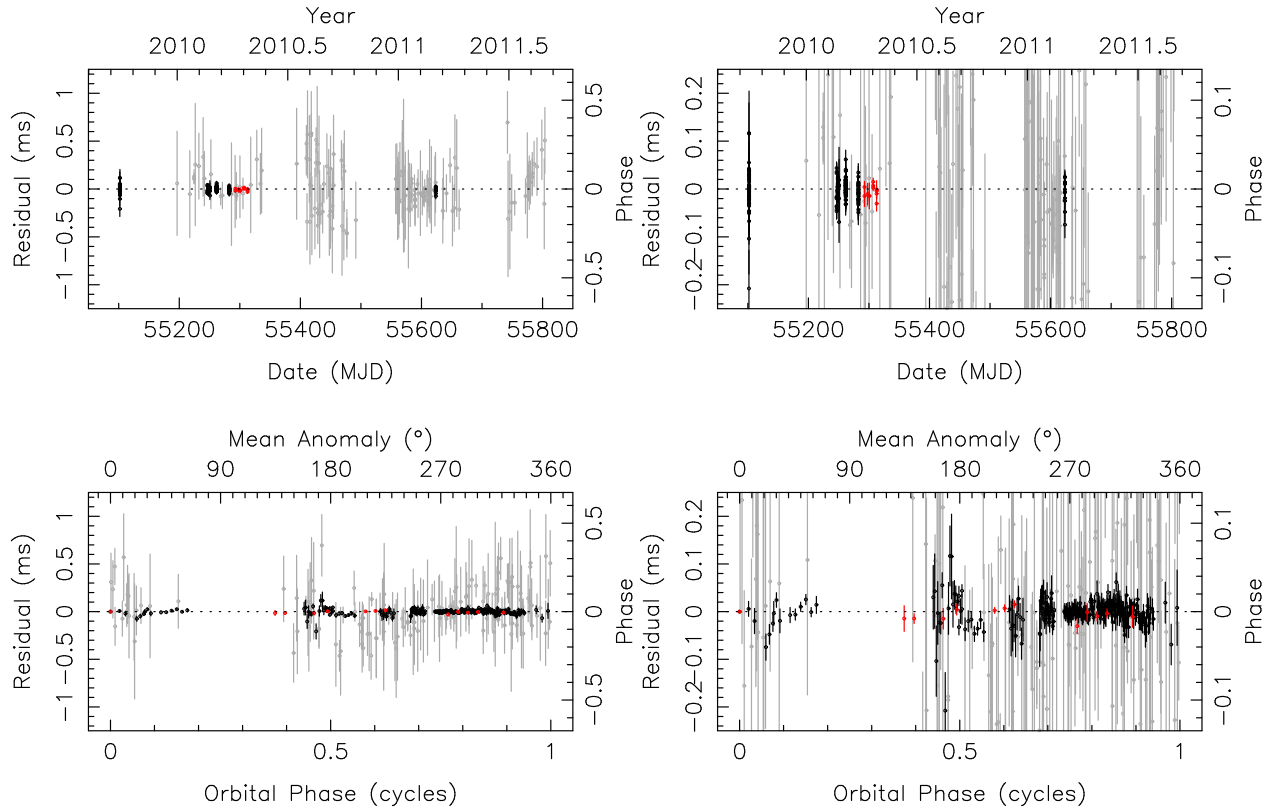 Year
2010 2010.5 2011 2011.5
Residual (ms)
1 0.5 0 −0.5 −1
Phase
0.5 0 −0.5
55200 55400 55600 55800
Date (MJD)
Year
2010 2010.5 2011 2011.5
Residual (ms)
0.2 0.1 0 −0.1 −0.2
Phase
0.1 0 −0.1
55200 55400 55600 55800
Date (MJD)
Mean Anomaly (°)
0 90 180 270 360
Residual (ms)
1 0.5 0 −0.5 −1
Phase
0.5 0 −0.5
0 0.5 1
Orbital Phase (cycles)
Mean Anomaly (°)
0 90 180 270 360
Residual (ms)
0.2 0.1 0 −0.1 −0.2
Phase
0.1 0 −0.1
0 0.5 1
Orbital Phase (cycles)